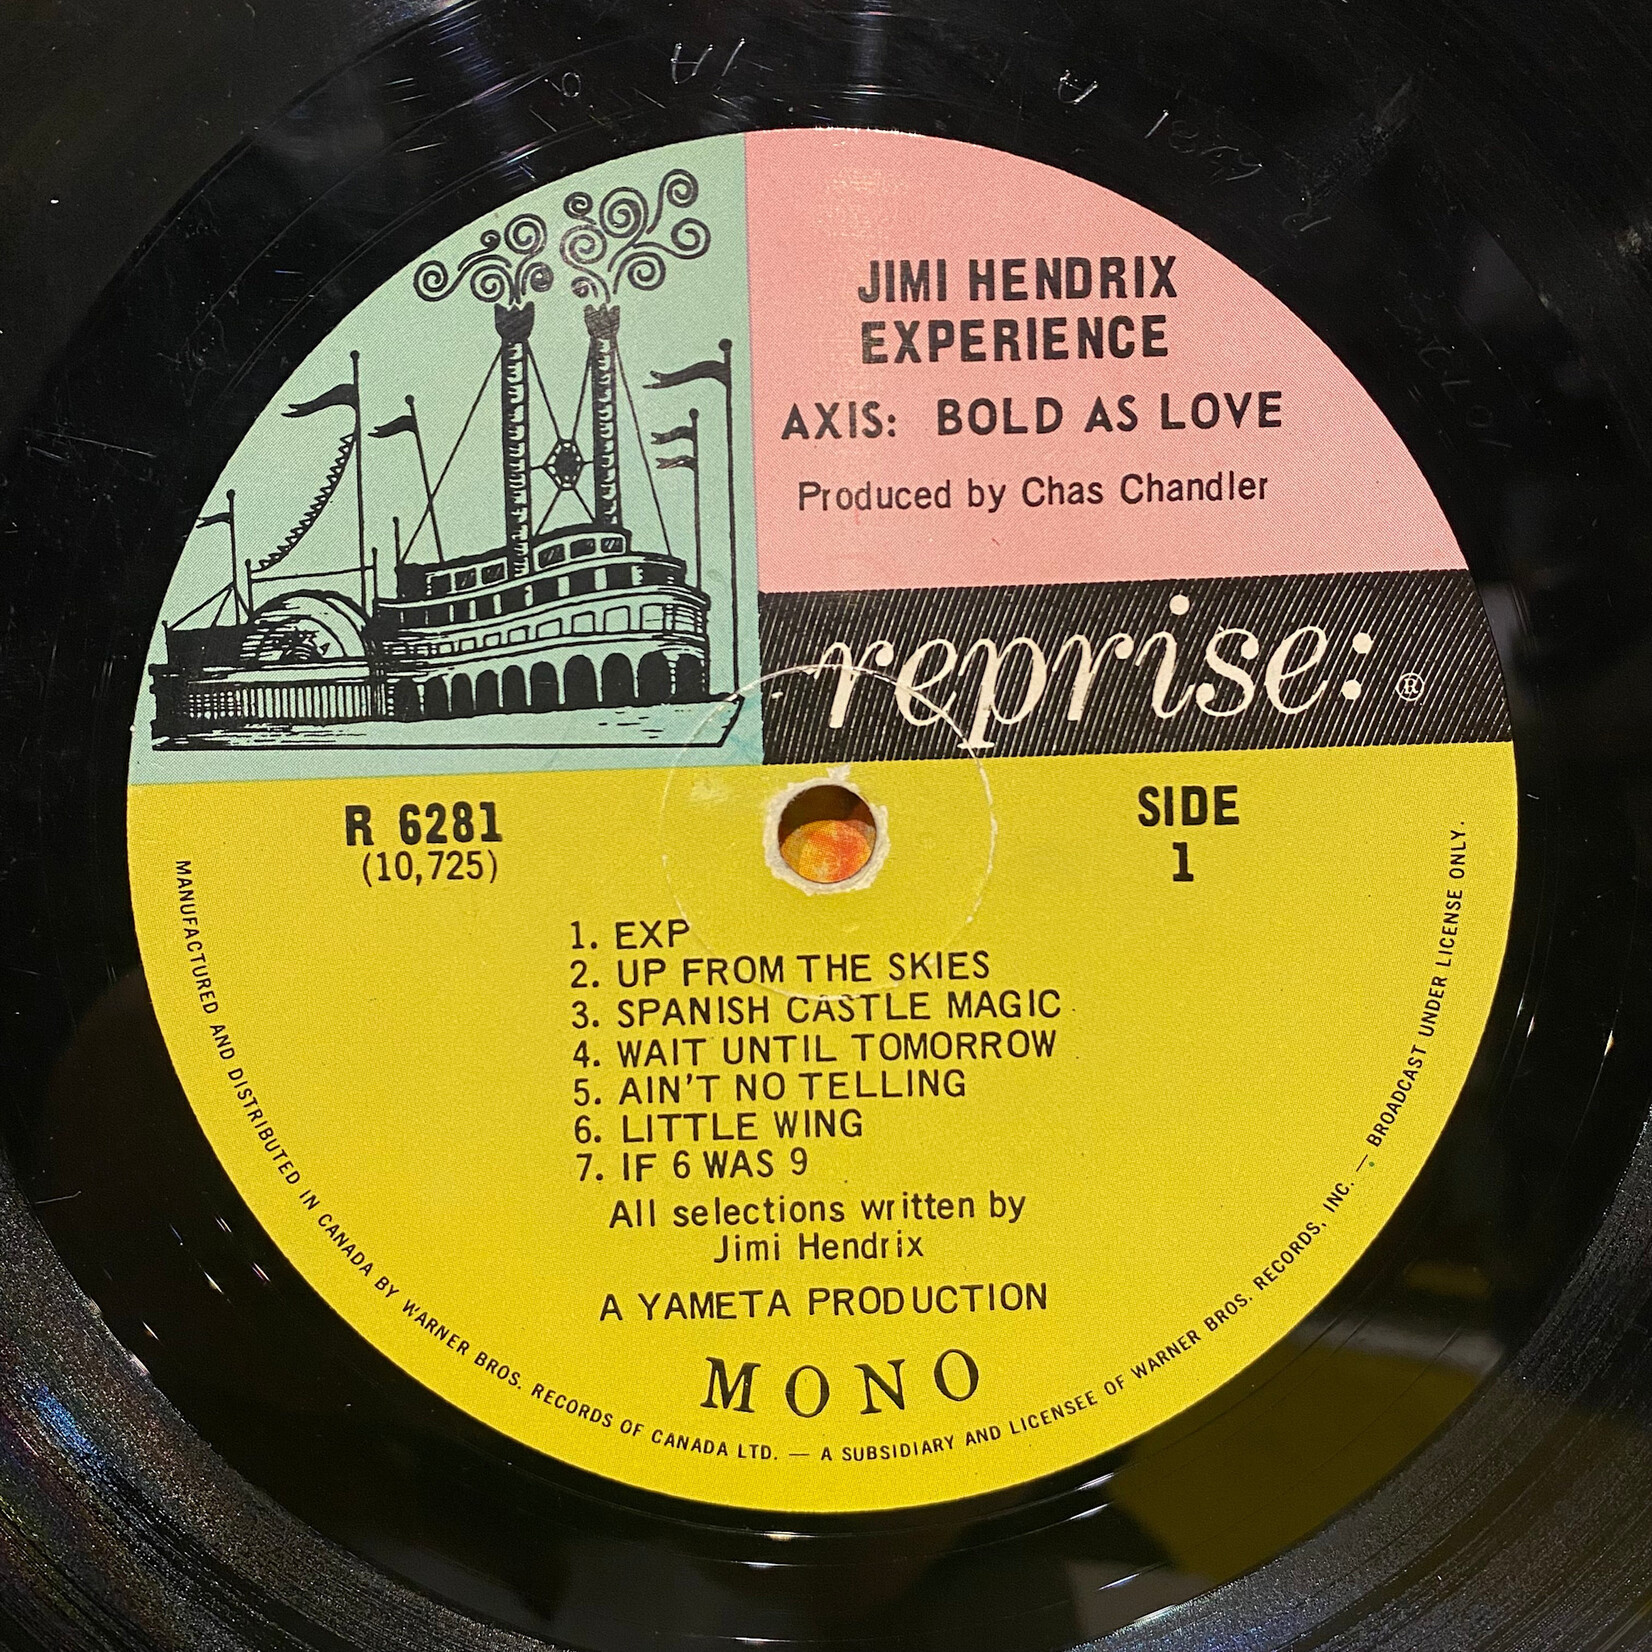 JIMI HENDRIX
EXPERIENCE
AXIS: BOLD AS LOVE
Produced by Chas Chandler
reprise: ®
R 6281
(10,725)
SIDE
1
1. EXP
2. UP FROM THE SKIES
3. SPANISH CASTLE MAGIC
4. WAIT UNTIL TOMORROW
5. AIN'T NO TELLING
6. LITTLE WING
7. IF 6 WAS 9
All selections written by
Jimi Hendrix
A YAMETA PRODUCTION
MONO
MANUFACTURED AND DISTRIBUTED IN CANADA BY WARNER BROS. RECORDS OF CANADA LTD. — A SUBSIDIARY AND LICENSEE OF WARNER BROS. RECORDS, INC. — BROADCAST UNDER LICENSE ONLY.